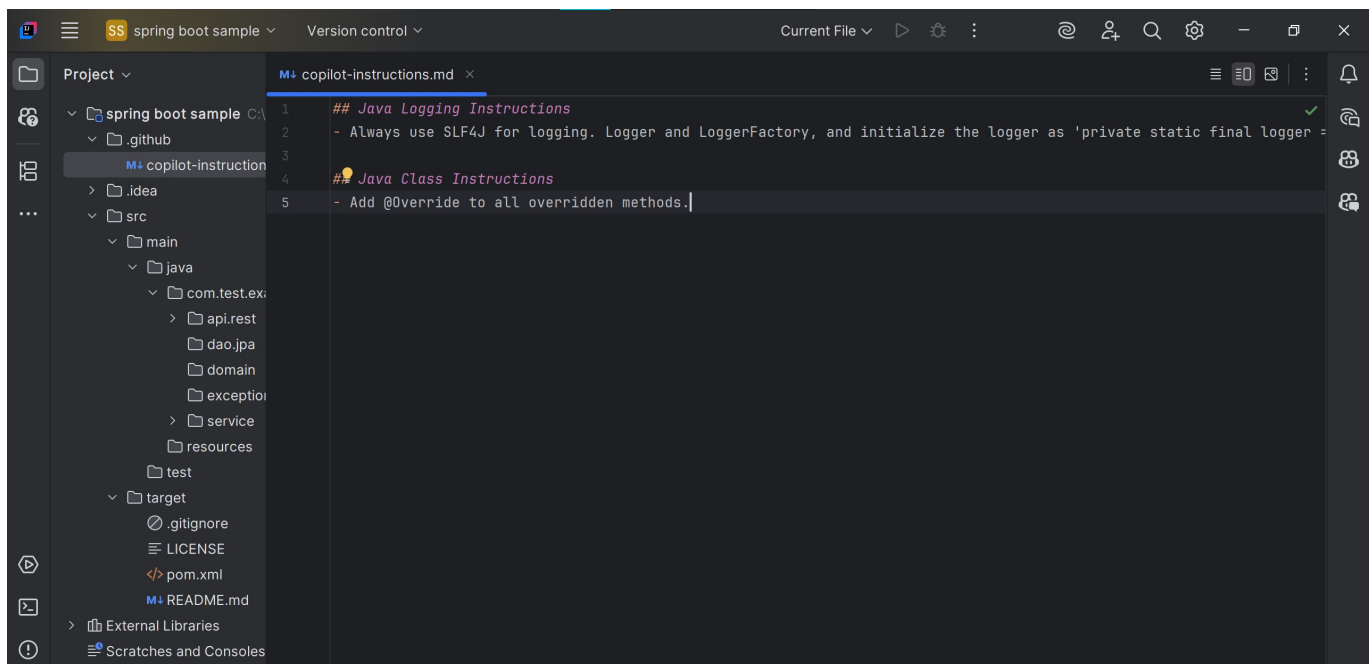 SS spring boot sample
Version control
Current File
Project
M↓ copilot-instructions.md ×
spring boot sample C:\
.github
M↓ copilot-instruction
.idea
src
main
java
com.test.exa
api.rest
dao.jpa
domain
exception
service
resources
test
target
.gitignore
LICENSE
</> pom.xml
M↓ README.md
External Libraries
Scratches and Consoles
1 ## Java Logging Instructions
2 - Always use SLF4J for logging. Logger and LoggerFactory, and initialize the logger as 'private static final logger =
3
4 ## Java Class Instructions
5 - Add @Override to all overridden methods.